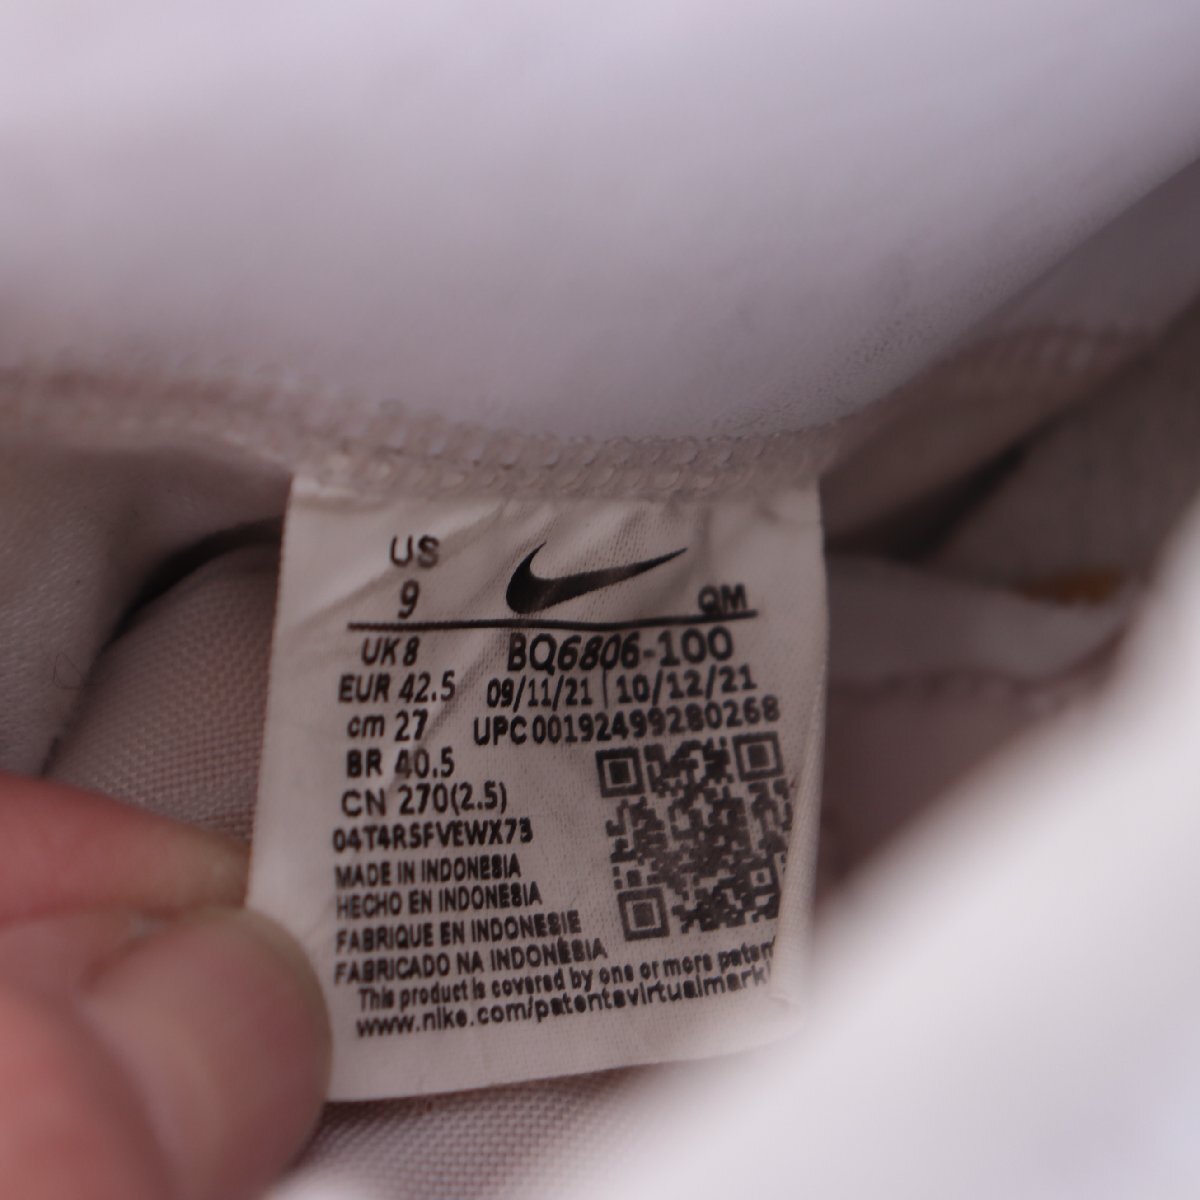 US
9
QM
UK 8
BQ6806-100
EUR 42.5
09/11/21 | 10/12/21
cm 27
UPC 00192499280268
BR 40.5
CN 270(2.5)
04T4RSFVEWX73
MADE IN INDONESIA
HECHO EN INDONESIA
FABRIQUE EN INDONESIE
FABRICADO NA INDONÉSIA
This product is covered by one or more
www.nike.com/patentsvirtualmark